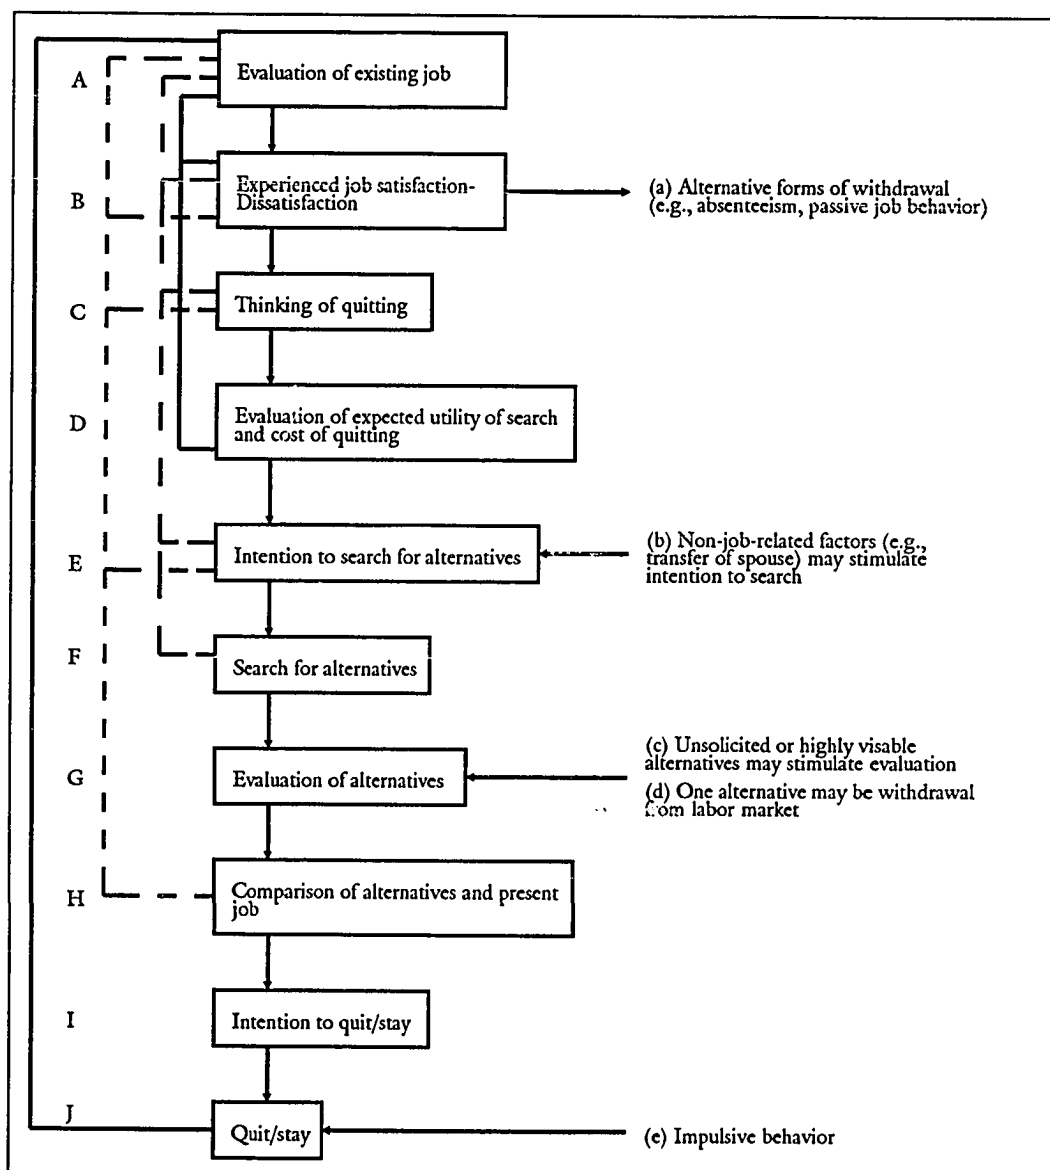 A
Evaluation of existing job
B
Experienced job satisfaction-
Dissatisfaction
(a) Alternative forms of withdrawal
(e.g., absenteeism, passive job behavior)
C
Thinking of quitting
D
Evaluation of expected utility of search
and cost of quitting
E
Intention to search for alternatives
(b) Non-job-related factors (e.g.,
transfer of spouse) may stimulate
intention to search
F
Search for alternatives
G
Evaluation of alternatives
(c) Unsolicited or highly visable
alternatives may stimulate evaluation
(d) One alternative may be withdrawal
from labor market
H
Comparison of alternatives and present
job
I
Intention to quit/stay
J
Quit/stay
(e) Impulsive behavior